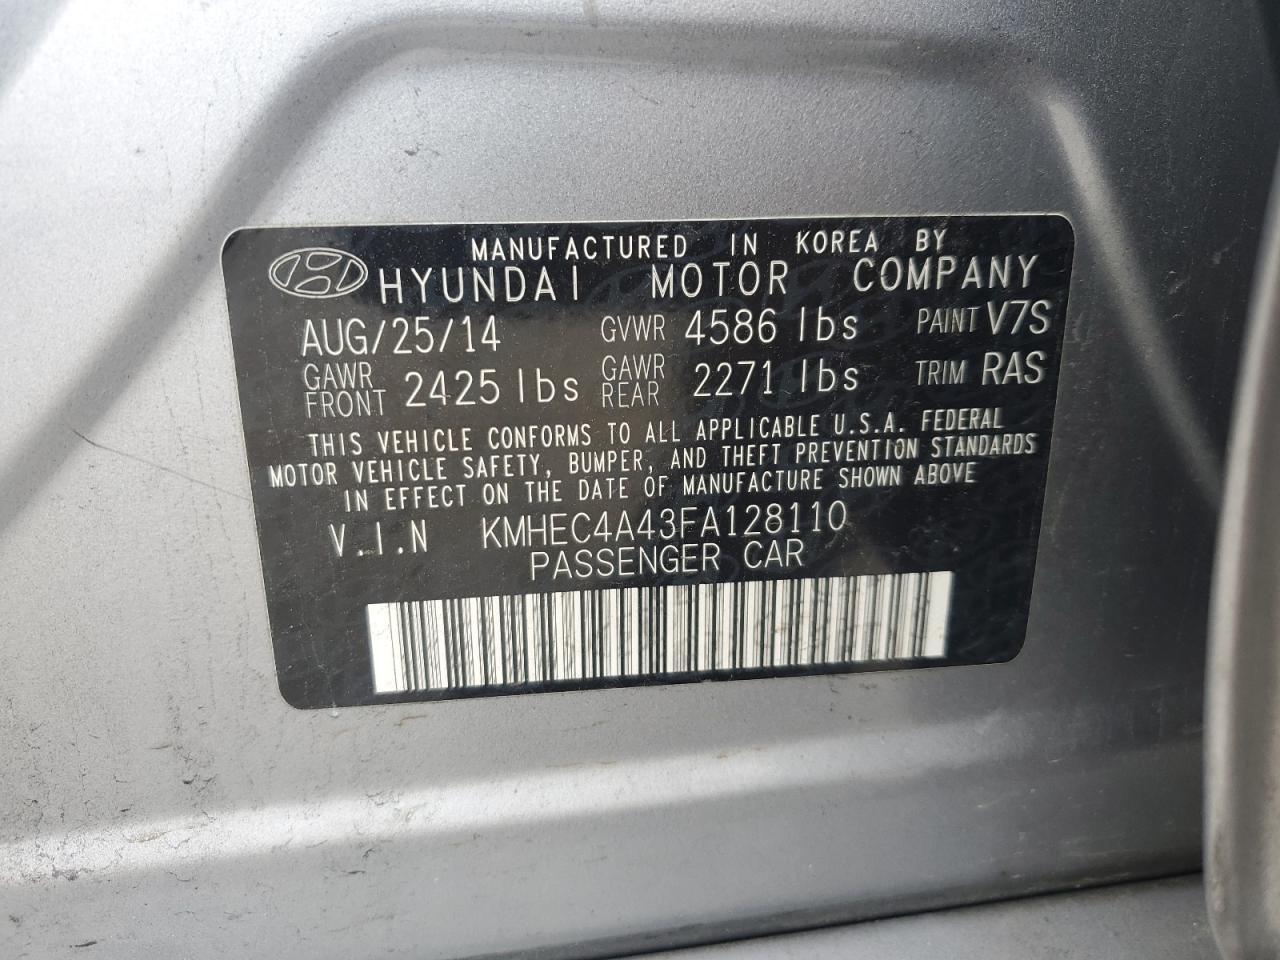 MANUFACTURED IN KOREA BY
HYUNDAI MOTOR COMPANY
AUG/25/14 GVWR 4586 lbs PAINT V7S
GAWR FRONT 2425 lbs GAWR REAR 2271 lbs TRIM RAS
THIS VEHICLE CONFORMS TO ALL APPLICABLE U.S.A. FEDERAL
MOTOR VEHICLE SAFETY, BUMPER, AND THEFT PREVENTION STANDARDS
IN EFFECT ON THE DATE OF MANUFACTURE SHOWN ABOVE
V.I.N KMHEC4A43FA128110
PASSENGER CAR